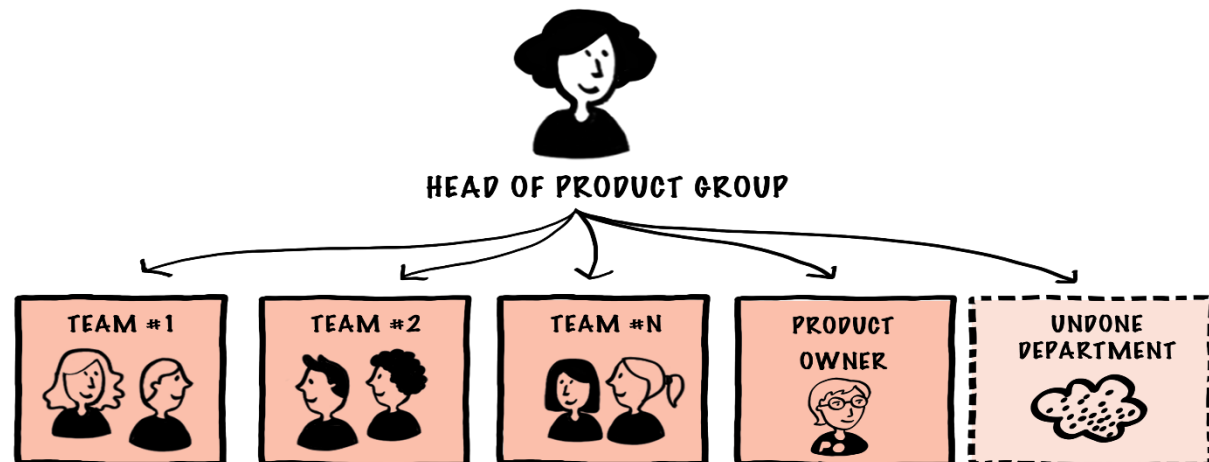 HEAD OF PRODUCT GROUP
TEAM #1
TEAM #2
TEAM #N
PRODUCT
OWNER
UNDONE
DEPARTMENT